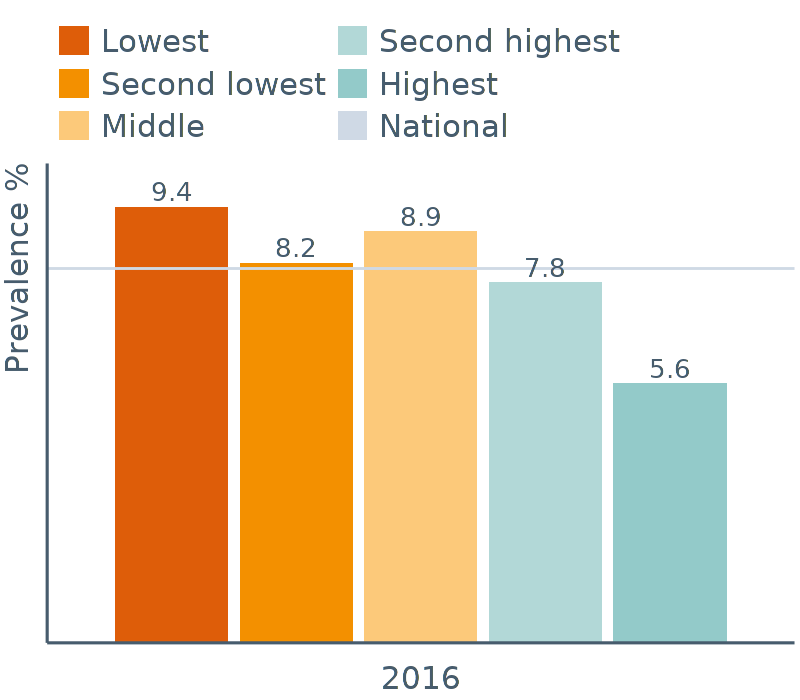 Lowest
Second lowest
Middle
Second highest
Highest
National
Prevalence %
9.4
8.2
8.9
7.8
5.6
2016